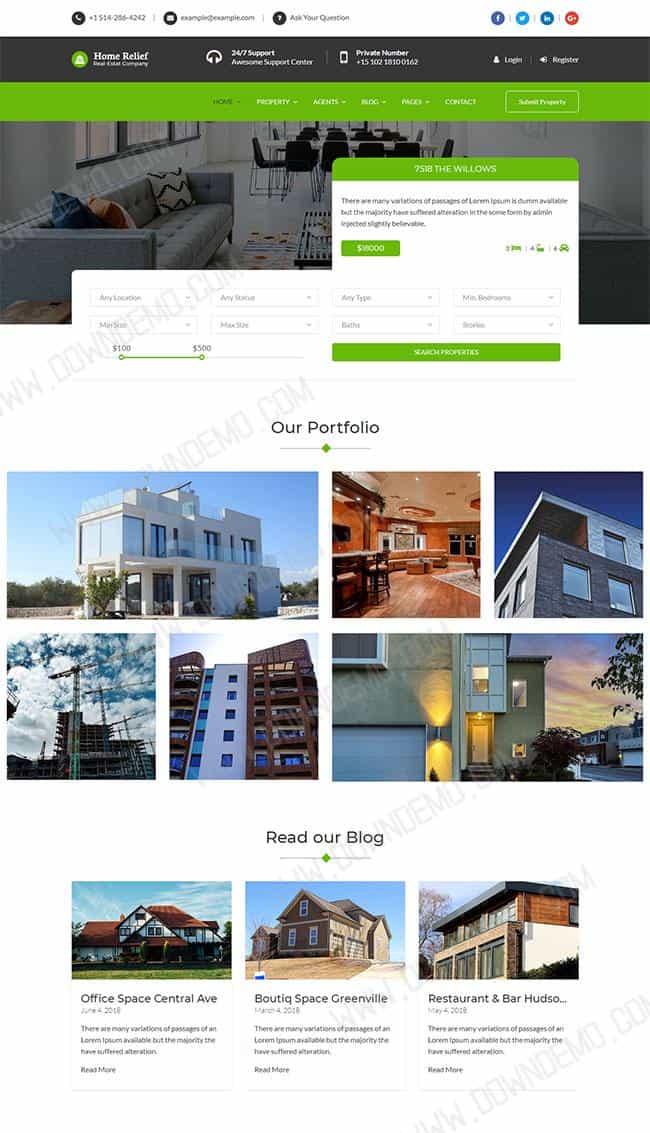 +1 514-286-4242 | example@example.com | ? Ask Your Question
Home Relief
Real Estat Company
24/7 Support
Awesome Support Center
Private Number
+15 102 1810 0162
Login | Register
HOME PROPERTY AGENTS BLOG PAGES CONTACT Submit Property
7518 THE WILLOWS
There are many variations of passages of Lorem Ipsum is dumm available
but the majority have suffered alteration in the some form by admin
injected slightly believable.
$18000 3 | 4 | 6
Any Location Any Status Any Type Min. Bedrooms
Min Size Max Size Baths Stories
$100 $500
SEARCH PROPERTIES
Our Portfolio
Read our Blog
Office Space Central Ave
June 4, 2018
There are many variations of passages of an
Lorem Ipsum available but the majority the
have suffered alteration.
Read More
Boutiq Space Greenville
March 4, 2018
There are many variations of passages of an
Lorem Ipsum available but the majority the
have suffered alteration.
Read More
Restaurant & Bar Hudso...
May 4, 2018
There are many variations of passages of an
Lorem Ipsum available but the majority the
have suffered alteration.
Read More
WWW.DOWNDEMO.COM